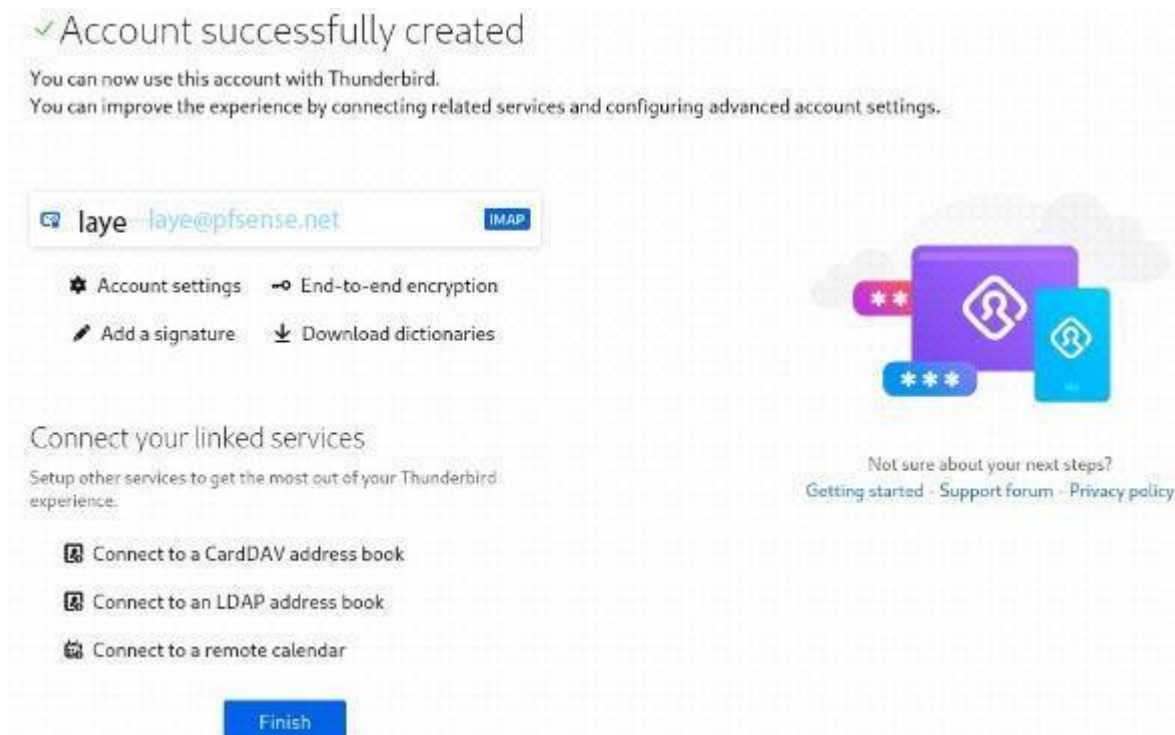 Account successfully created
You can now use this account with Thunderbird.
You can improve the experience by connecting related services and configuring advanced account settings.
laye laye@pfsense.net IMAP
Account settings End-to-end encryption
Add a signature Download dictionaries
Connect your linked services
Setup other services to get the most out of your Thunderbird
experience.
Connect to a CardDAV address book
Connect to an LDAP address book
Connect to a remote calendar
Finish
**
***
Not sure about your next steps?
Getting started - Support forum - Privacy policy